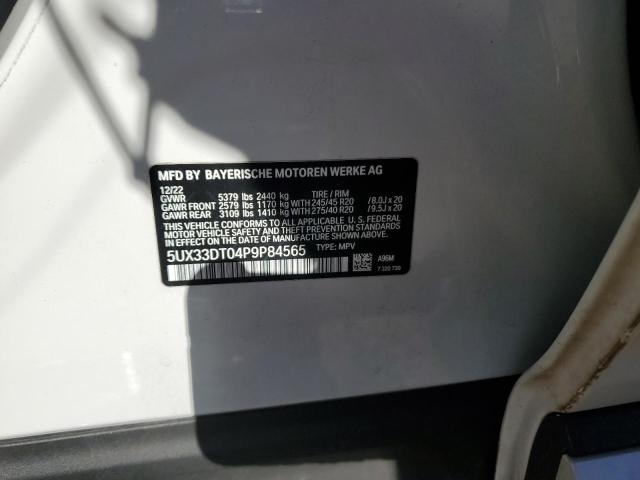 MFD BY BAYERISCHE MOTOREN WERKE AG
12/22
GVWR 5379 lbs 2440 kg TIRE / RIM
GAWR FRONT 2579 lbs 1170 kg WITH 245/45 R20 / 8.0J x 20
GAWR REAR 3109 lbs 1410 kg WITH 275/40 R20 / 9.5J x 20
THIS VEHICLE CONFORMS TO ALL APPLICABLE FEDERAL
MOTOR VEHICLE SAFETY AND THEFT PREVENTION
STANDARDS IN EFFECT ON THE DATE OF
MANUFACTURE SHOWN ABOVE.
5UX33DT04P9P84565 TYPE: MPV
A96M
7 320 730